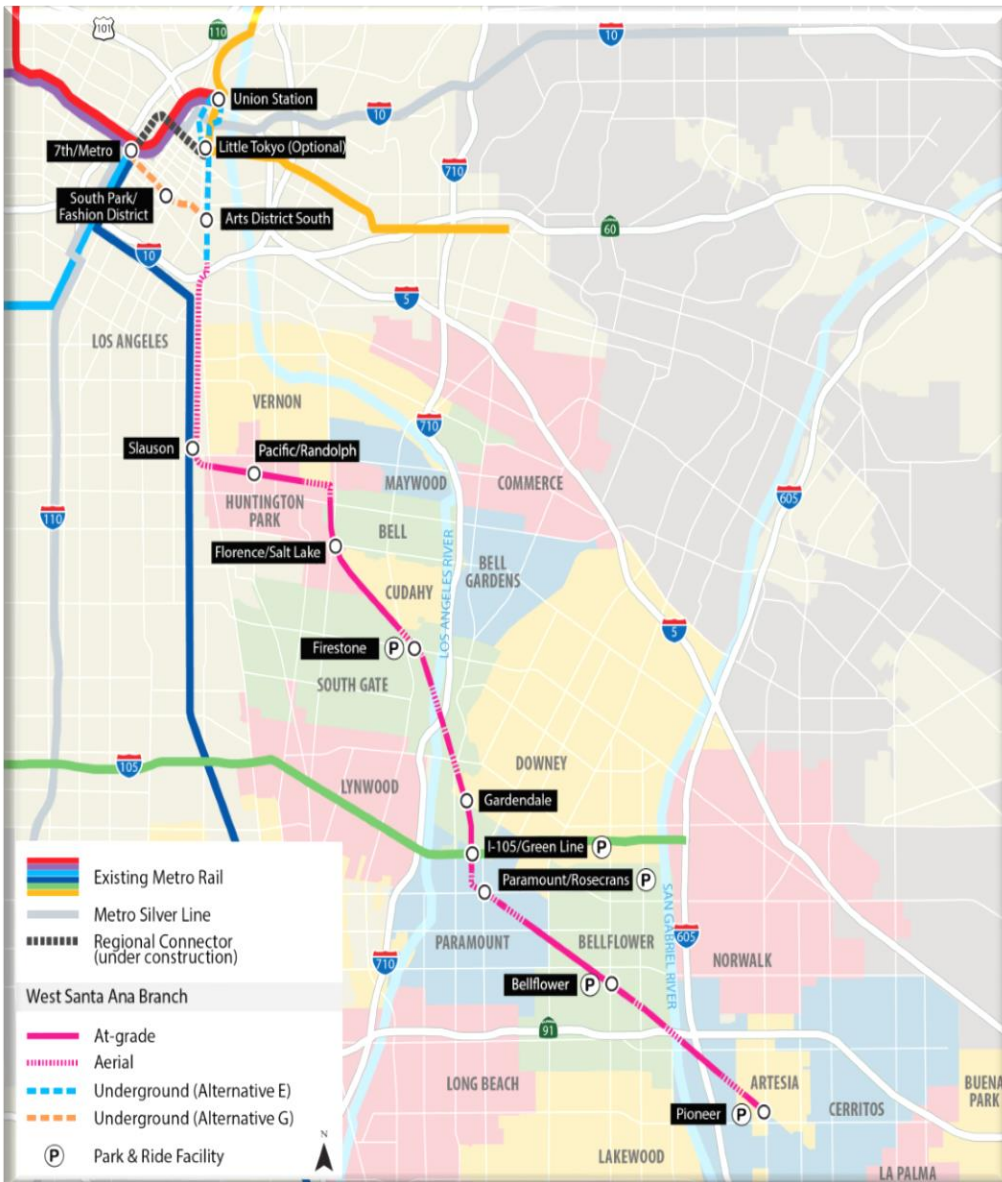 101
110
10
Union Station
10
7th/Metro
Little Tokyo (Optional)
710
South Park/
Fashion District
Arts District South
60
10
5
LOS ANGELES
VERNON
710
Slauson
Pacific/Randolph
MAYWOOD
COMMERCE
605
HUNTINGTON
PARK
110
BELL
Florence/Salt Lake
BELL
GARDENS
CUDAHY
LOS ANGELES RIVER
5
Firestone
P
SOUTH GATE
105
LYNWOOD
DOWNEY
Gardendale
I-105/Green Line
P
Paramount/Rosecrans
P
SAN GABRIEL RIVER
605
PARAMOUNT
BELLFLOWER
NORWALK
710
Bellflower
P
91
LONG BEACH
ARTESIA
BUENA
PARK
Pioneer
P
CERRITOS
LAKEWOOD
LA PALMA
Existing Metro Rail
Metro Silver Line
Regional Connector
(under construction)
West Santa Ana Branch
At-grade
Aerial
Underground (Alternative E)
Underground (Alternative G)
P
Park & Ride Facility
N